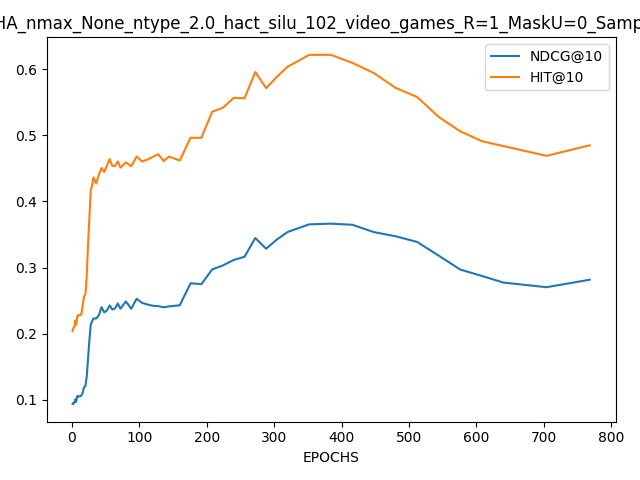 HA_nmax_None_ntype_2.0_hact_silu_102_video_games_R=1_MaskU=0_Samp
NDCG@10
HIT@10
0.6
0.5
0.4
0.3
0.2
0.1
0 100 200 300 400 500 600 700 800
EPOCHS